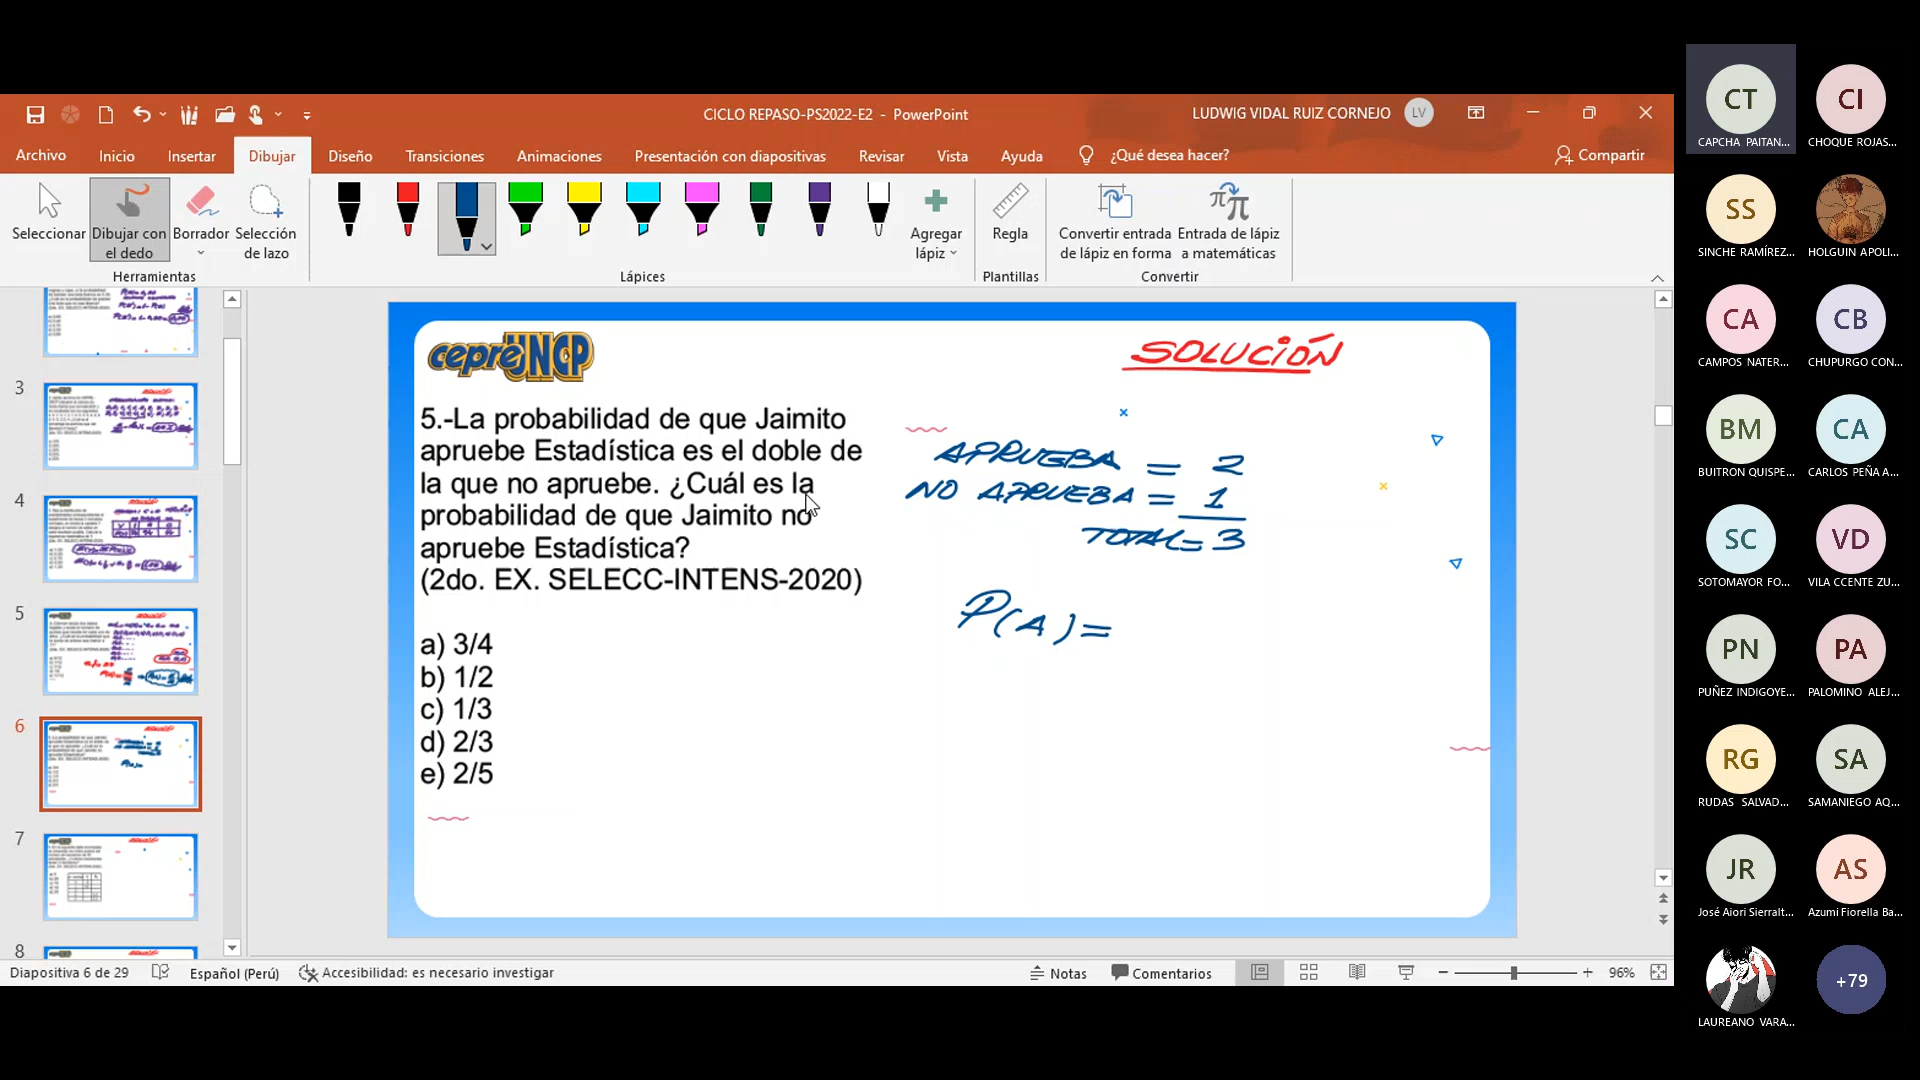 CICLO REPASO-PS2022-E2 - PowerPoint
LUDWIG VIDAL RUIZ CORNEJO
LV
Archivo
Inicio
Insertar
Dibujar
Diseño
Transiciones
Animaciones
Presentación con diapositivas
Revisar
Vista
Ayuda
¿Qué desea hacer?
Compartir
Seleccionar
Dibujar con el dedo
Borrador
Selección de lazo
Herramientas
Lápices
Agregar lápiz
Regla
Plantillas
Convertir entrada de lápiz en forma
Entrada de lápiz a matemáticas
Convertir
3
4
5
6
7
8
cepre UNCP
SOLUCIÓN
5.-La probabilidad de que Jaimito
apruebe Estadística es el doble de
la que no apruebe. ¿Cuál es la
probabilidad de que Jaimito no
apruebe Estadística?
(2do. EX. SELECC-INTENS-2020)
a) 3/4
b) 1/2
c) 1/3
d) 2/3
e) 2/5
APRUEBA = 2
NO APRUEBA = 1
TOTAL = 3
P(A) =
Diapositiva 6 de 29
Español (Perú)
Accesibilidad: es necesario investigar
Notas
Comentarios
96%
CT
CAPCHA PAITAN...
CI
CHOQUE ROJAS...
SS
SINCHE RAMÍREZ...
HOLGUIN APOLI...
CA
CAMPOS NATER...
CB
CHUPURGO CON...
BM
BUITRON QUISPE...
CA
CARLOS PEÑA A...
SC
SOTOMAYOR FO...
VD
VILA CCENTE ZU...
PN
PUÑEZ INDIGOYE...
PA
PALOMINO ALEJ...
RG
RUDAS SALVAD...
SA
SAMANIEGO AQ...
JR
José Aiori Sierralt...
AS
Azumi Fiorella Ba...
LAUREANO VARA...
+79